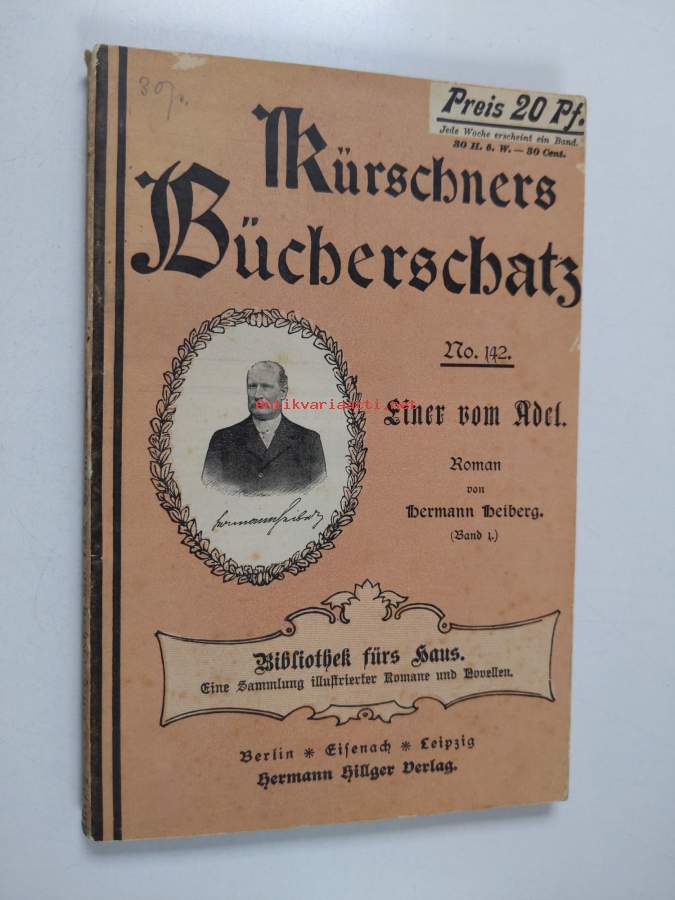 Preis 20 Pf.
Jede Woche erscheint ein Band.
30 H. ö. W. — 30 Cent.
Kürschners
Bücherschatz
No. 142.
Antikvariaatti.net
Einer vom Adel.
Roman
von
Hermann Heiberg.
(Band 1.)
Hermann Heiberg
Bibliothek fürs Haus.
Eine Sammlung illustrierter Romane und Novellen.
Berlin * Eisenach * Leipzig
Hermann Hillger Verlag.